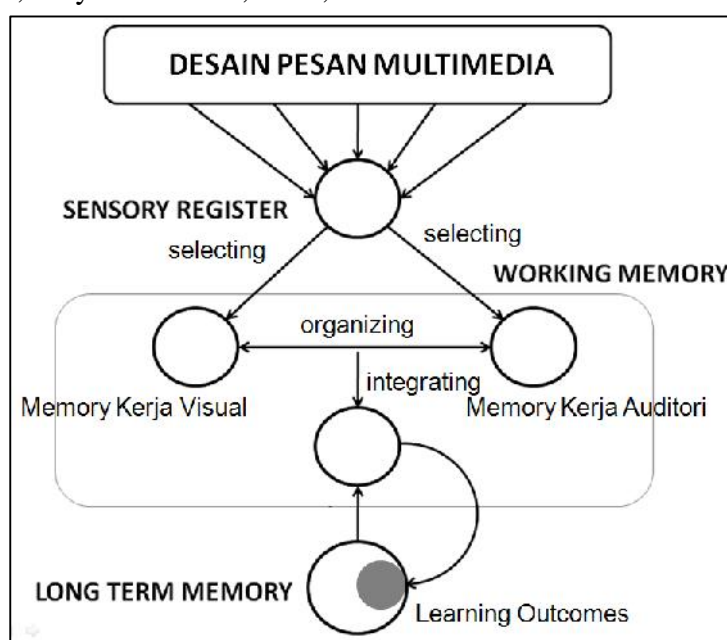 DESAIN PESAN MULTIMEDIA
SENSORY REGISTER
selecting
selecting
WORKING MEMORY
organizing
integrating
Memory Kerja Visual
Memory Kerja Auditori
LONG TERM MEMORY
Learning Outcomes